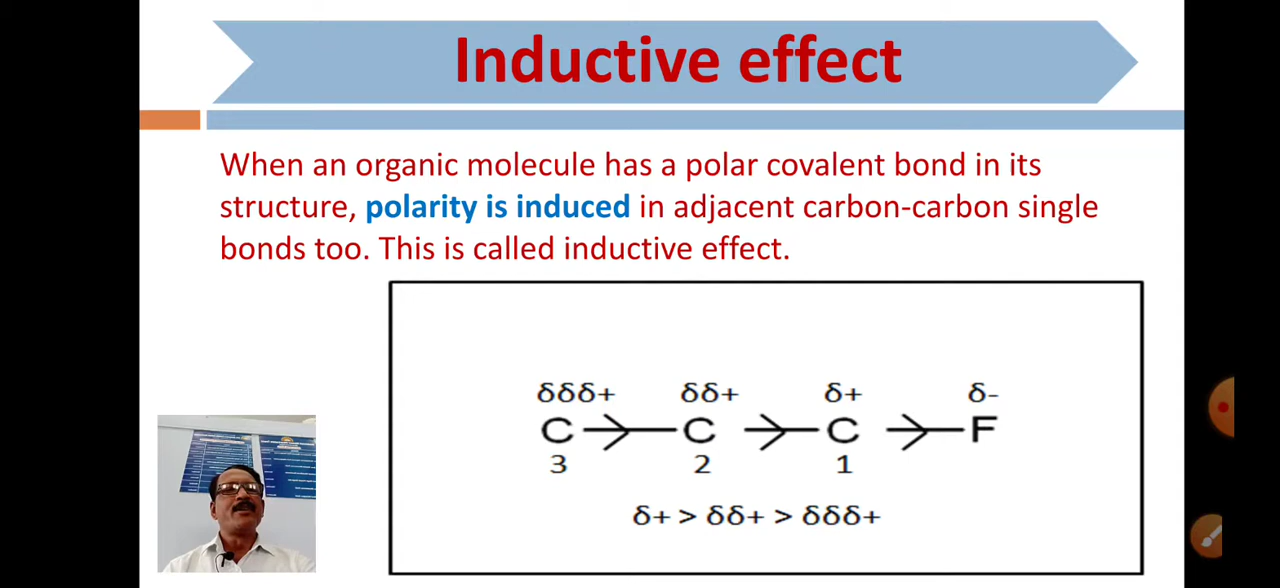 Inductive effect
When an organic molecule has a polar covalent bond in its
structure, polarity is induced in adjacent carbon-carbon single
bonds too. This is called inductive effect.
δδδ+ δδ+ δ+ δ-
C C C F
3 2 1
δ+ > δδ+ > δδδ+